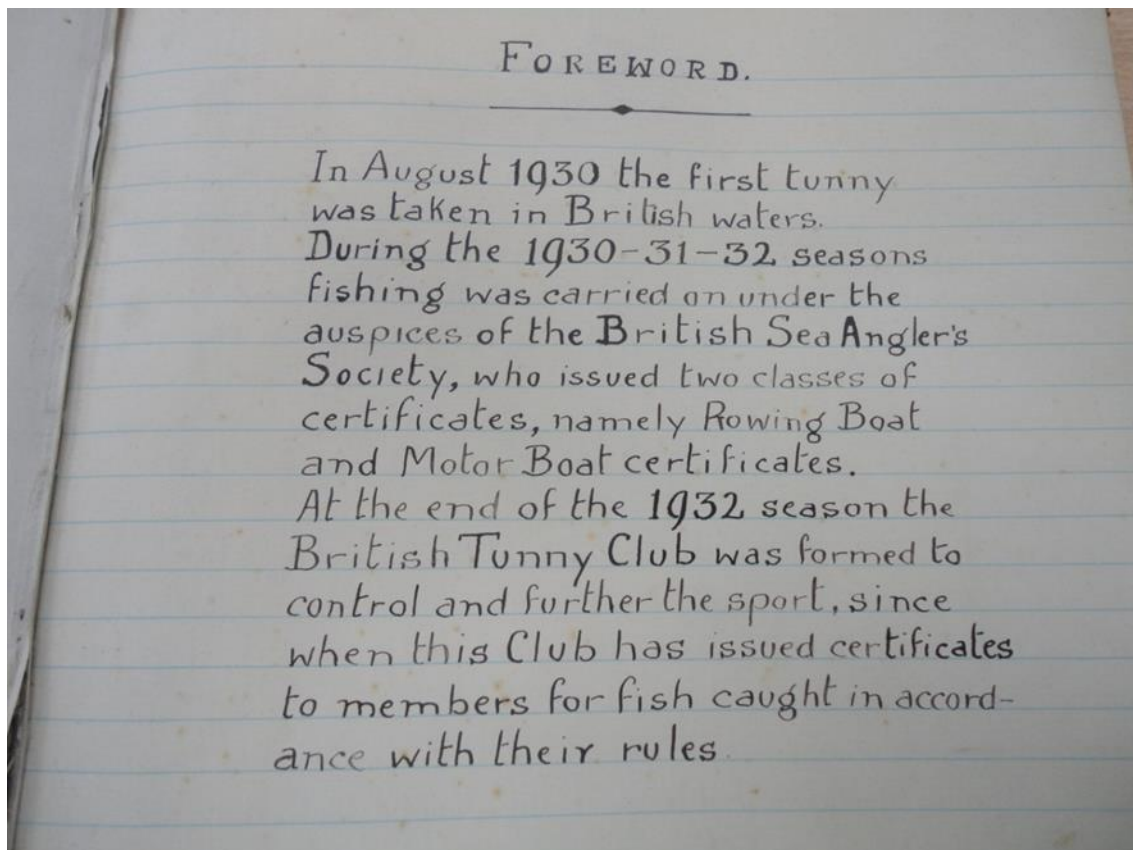 FOREWORD.
In August 1930 the first tunny
was taken in British waters.
During the 1930-31-32 seasons
fishing was carried on under the
auspices of the British Sea Angler's
Society, who issued two classes of
certificates, namely Rowing Boat
and Motor Boat certificates.
At the end of the 1932 season the
British Tunny Club was formed to
control and further the sport, since
when this Club has issued certificates
to members for fish caught in accord-
ance with their rules.